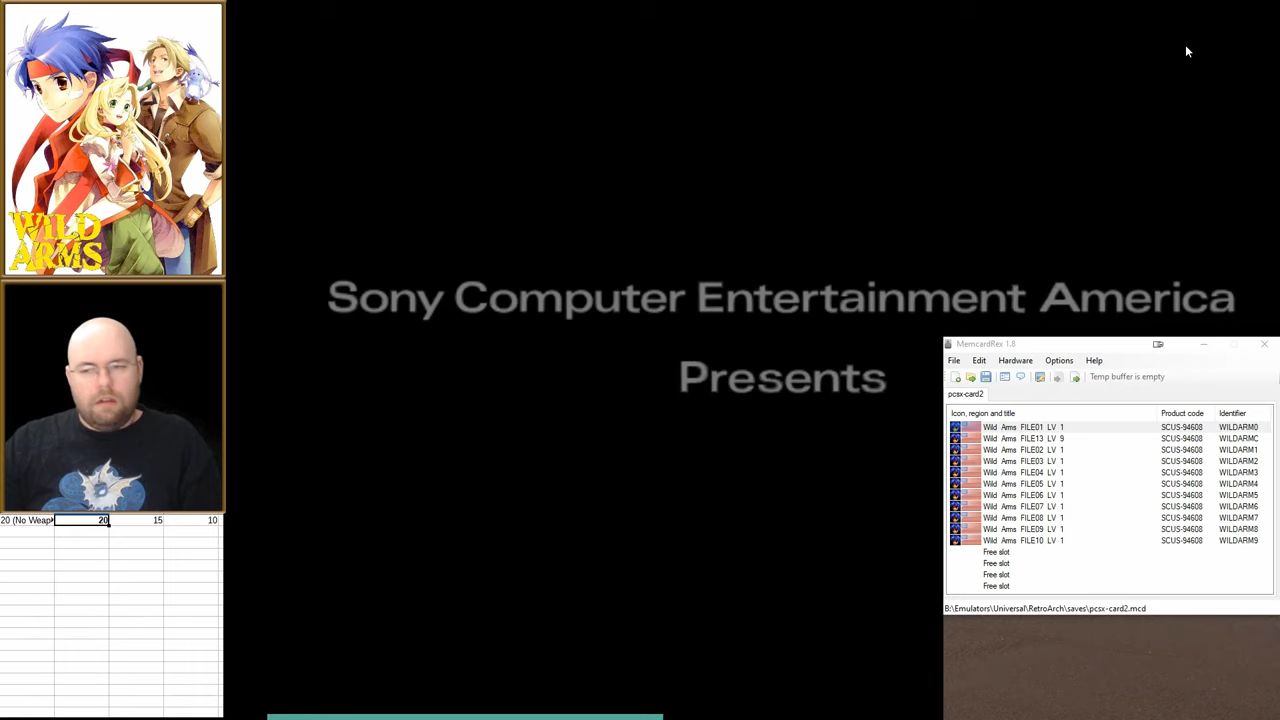 WILD
ARMS
Sony Computer Entertainment America
Presents
MemcardRex 1.8
File Edit Hardware Options Help
Temp buffer is empty
pcsx-card2
Icon, region and title Product code Identifier
Wild Arms FILE01 LV 1 SCUS-94608 WILDARM0
Wild Arms FILE13 LV 9 SCUS-94608 WILDARMC
Wild Arms FILE02 LV 1 SCUS-94608 WILDARM1
Wild Arms FILE03 LV 1 SCUS-94608 WILDARM2
Wild Arms FILE04 LV 1 SCUS-94608 WILDARM3
Wild Arms FILE05 LV 1 SCUS-94608 WILDARM4
Wild Arms FILE06 LV 1 SCUS-94608 WILDARM5
Wild Arms FILE07 LV 1 SCUS-94608 WILDARM6
Wild Arms FILE08 LV 1 SCUS-94608 WILDARM7
Wild Arms FILE09 LV 1 SCUS-94608 WILDARM8
Wild Arms FILE10 LV 1 SCUS-94608 WILDARM9
Free slot
Free slot
Free slot
Free slot
B:\Emulators\Universal\RetroArch\saves\pcsx-card2.mcd
20 (No Weap 20 15 10